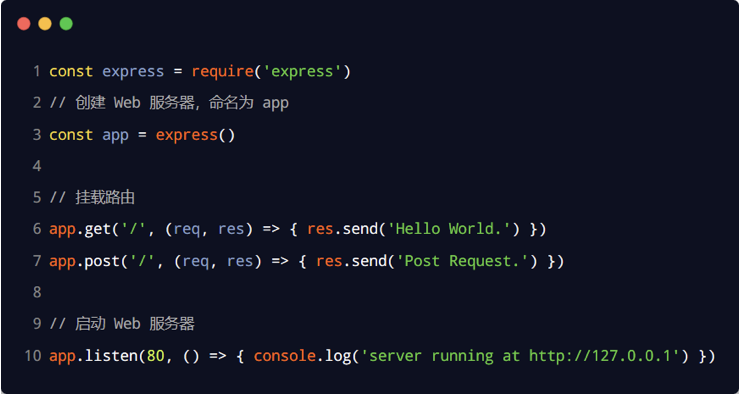 1 const express = require('express')
2 // 创建 Web 服务器，命名为 app
3 const app = express()
4
5 // 挂载路由
6 app.get('/', (req, res) => { res.send('Hello World.') })
7 app.post('/', (req, res) => { res.send('Post Request.') })
8
9 // 启动 Web 服务器
10 app.listen(80, () => { console.log('server running at http://127.0.0.1') })